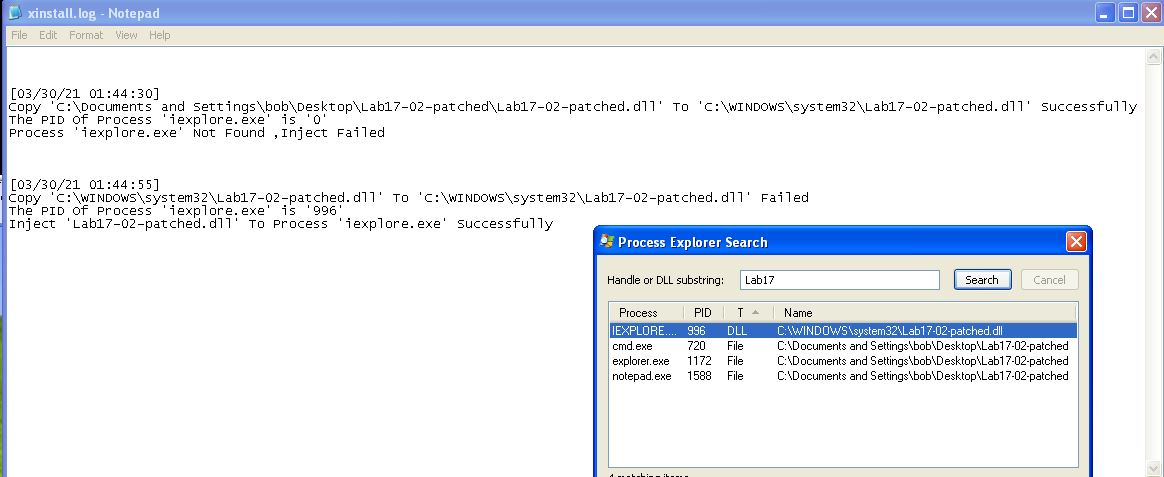 xinstall.log - Notepad
File Edit Format View Help
[03/30/21 01:44:30]
Copy 'C:\Documents and Settings\bob\Desktop\Lab17-02-patched\Lab17-02-patched.dll' To 'C:\WINDOWS\system32\Lab17-02-patched.dll' Successfully
The PID Of Process 'iexplore.exe' is '0'
Process 'iexplore.exe' Not Found ,Inject Failed
[03/30/21 01:44:55]
Copy 'C:\WINDOWS\system32\Lab17-02-patched.dll' To 'C:\WINDOWS\system32\Lab17-02-patched.dll' Failed
The PID Of Process 'iexplore.exe' is '996'
Inject 'Lab17-02-patched.dll' To Process 'iexplore.exe' Successfully
Process Explorer Search
Handle or DLL substring: Lab17 Search Cancel
Process PID T Name
IEXPLORE.... 996 DLL C:\WINDOWS\system32\Lab17-02-patched.dll
cmd.exe 720 File C:\Documents and Settings\bob\Desktop\Lab17-02-patched
explorer.exe 1172 File C:\Documents and Settings\bob\Desktop\Lab17-02-patched
notepad.exe 1588 File C:\Documents and Settings\bob\Desktop\Lab17-02-patched